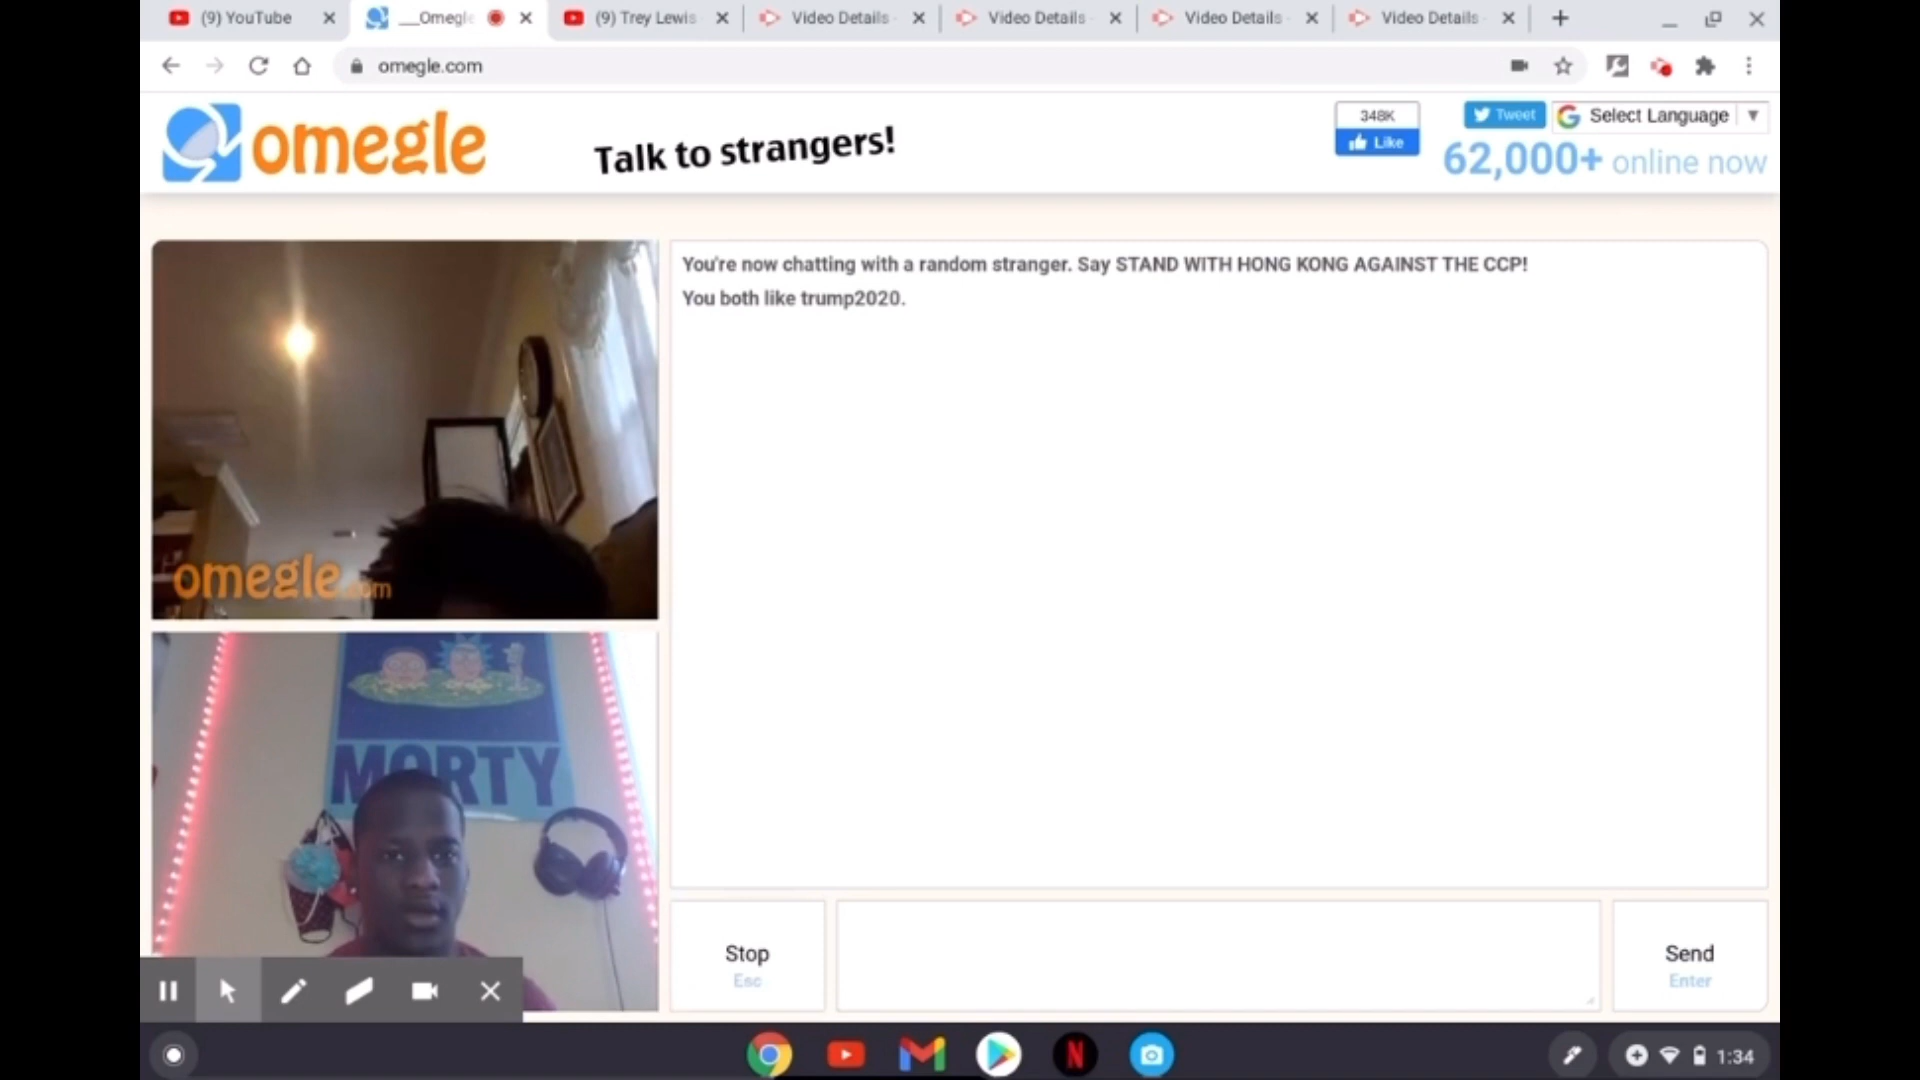 (9) YouTube
__Omegle
(9) Trey Lewis
Video Details
Video Details
Video Details
Video Details
omegle.com
omegle
Talk to strangers!
348K
Like
Tweet
Select Language
62,000+ online now
You're now chatting with a random stranger. Say STAND WITH HONG KONG AGAINST THE CCP!
You both like trump2020.
omegle.com
MORTY
Stop
Esc
Send
Enter
1:34